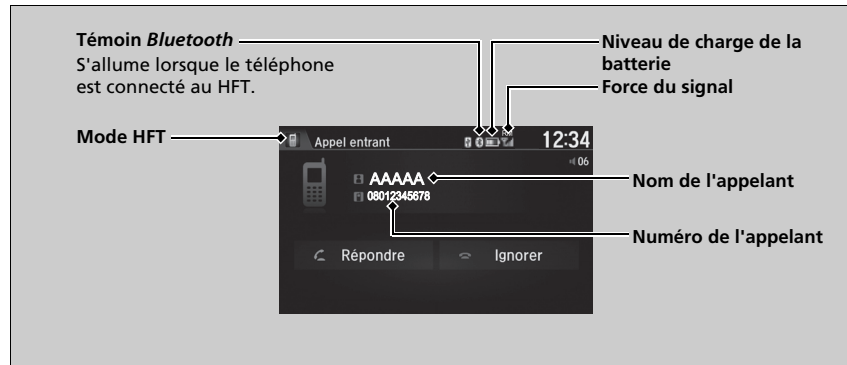 Témoin Bluetooth
S'allume lorsque le téléphone
est connecté au HFT.
Niveau de charge de la
batterie
Force du signal
Mode HFT
Appel entrant
12:34
06
AAAAA
Nom de l'appelant
08012345678
Numéro de l'appelant
Répondre
Ignorer